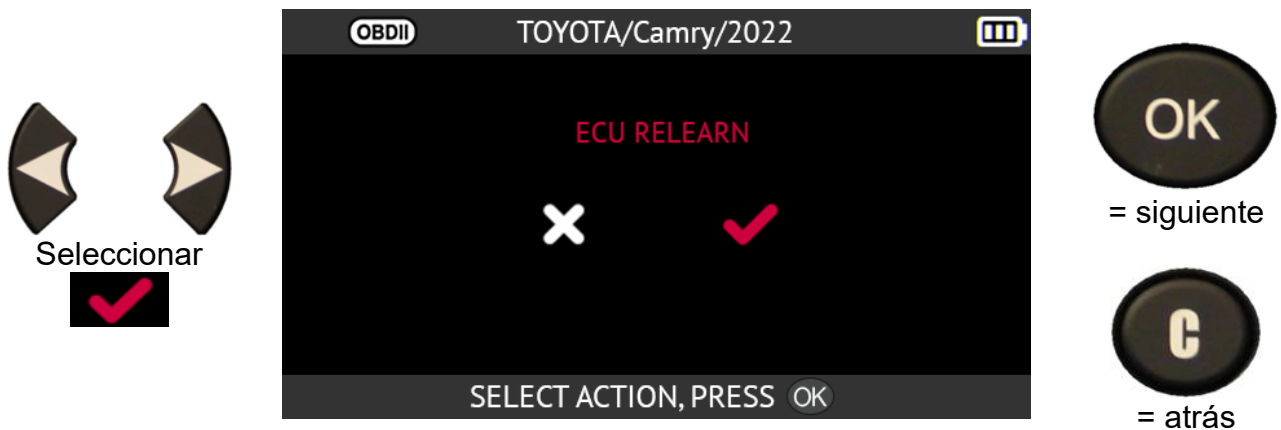 OBDII TOYOTA/Camry/2022
ECU RELEARN
SELECT ACTION, PRESS OK
Seleccionar
OK
= siguiente
C
= atrás